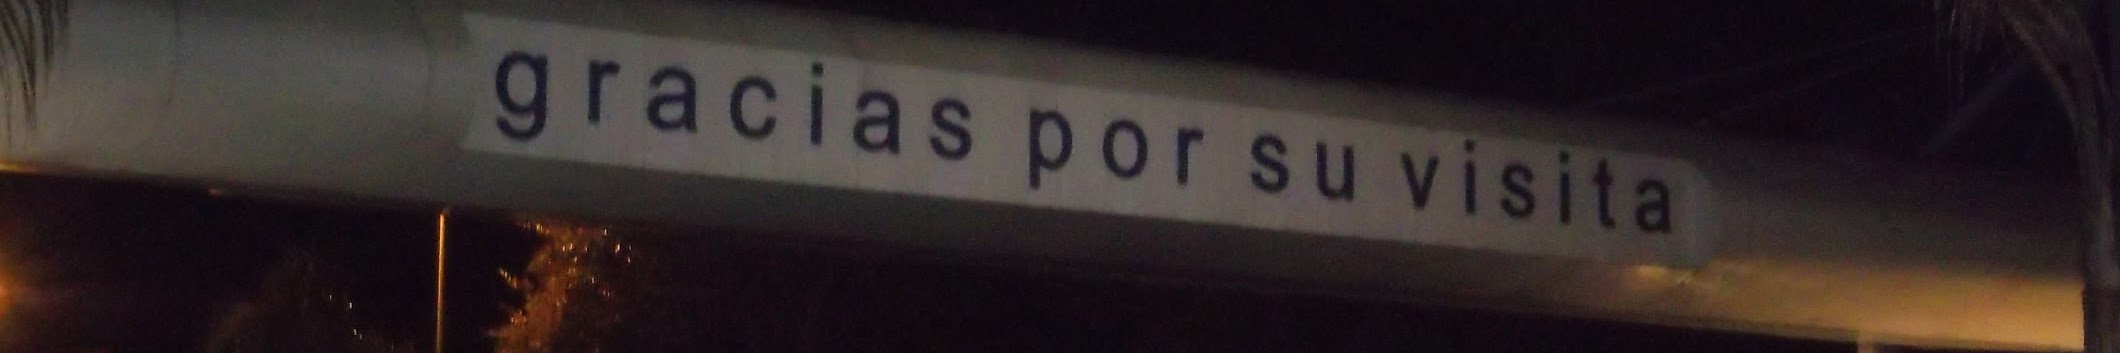 gracias por su visita